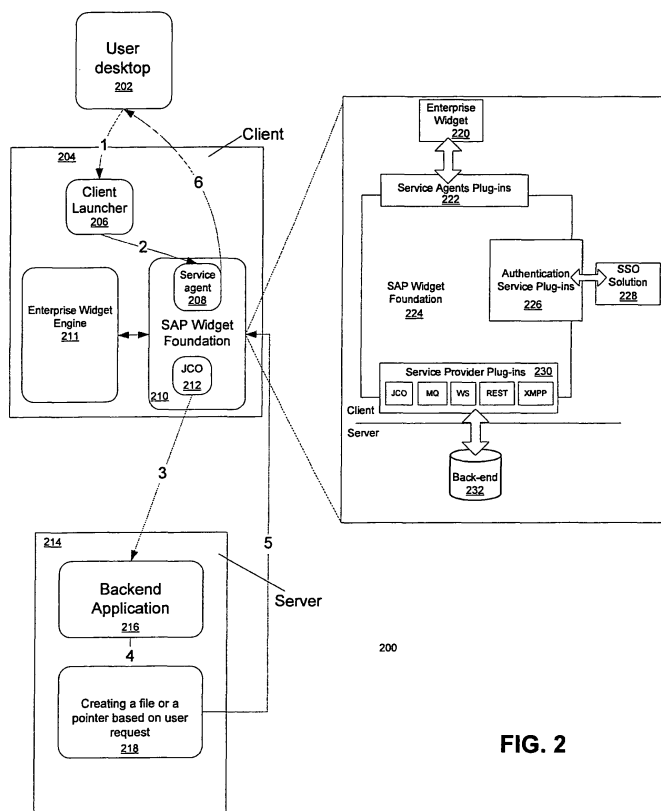 User
desktop
202
Client
1
204
6
Client
Launcher
206
2
Service
agent
208
Enterprise Widget
Engine
211
SAP Widget
Foundation
JCO
212
210
3
5
214
Server
Backend
Application
216
4
Creating a file or a
pointer based on user
request
218
Enterprise
Widget
220
Service Agents Plug-ins
222
SAP Widget
Foundation
224
Authentication
Service Plug-ins
226
SSO
Solution
228
Service Provider Plug-ins 230
JCO MQ WS REST XMPP
Client
Server
Back-end
232
200
FIG. 2